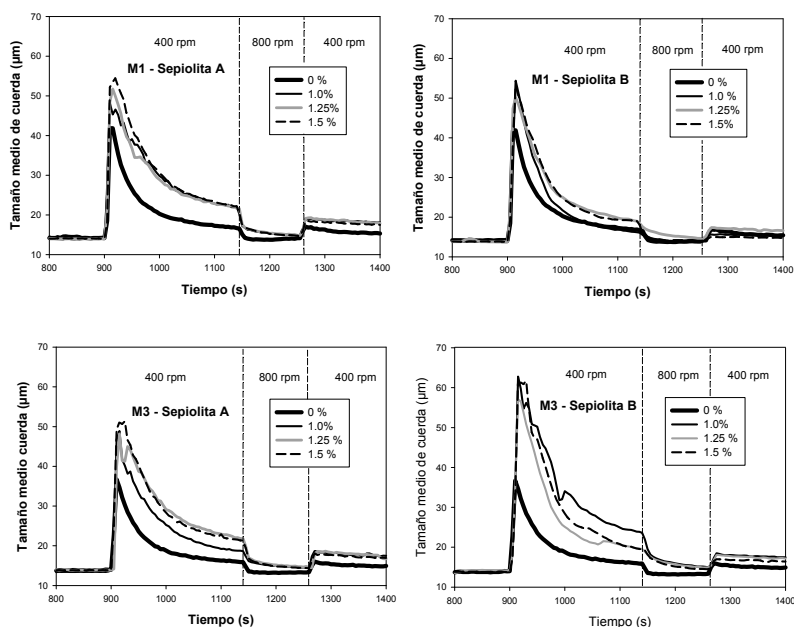 70
60
50
40
30
20
10
Tamaño medio de cuerda (µm)
400 rpm
800 rpm
400 rpm
M1 - Sepiolita A
0 %
1.0%
1.25%
1.5 %
800 900 1000 1100 1200 1300 1400
Tiempo (s)
70
60
50
40
30
20
10
Tamaño medio de cuerda (µm)
400 rpm
800 rpm
400 rpm
M1 - Sepiolita B
0 %
1.0 %
1.25%
1.5%
800 900 1000 1100 1200 1300 1400
Tiempo (s)
70
60
50
40
30
20
10
Tamaño medio cuerda (µm)
400 rpm
800 rpm
400 rpm
M3 - Sepiolita A
0 %
1.0%
1.25 %
1.5 %
800 900 1000 1100 1200 1300 1400
Tiempo (s)
70
60
50
40
30
20
10
Tamaño medio de cuerda (µm)
400 rpm
800 rpm
400 rpm
M3 - Sepiolita B
0 %
1.0%
1.25 %
1.5 %
800 900 1000 1100 1200 1300 1400
Tiempo (s)